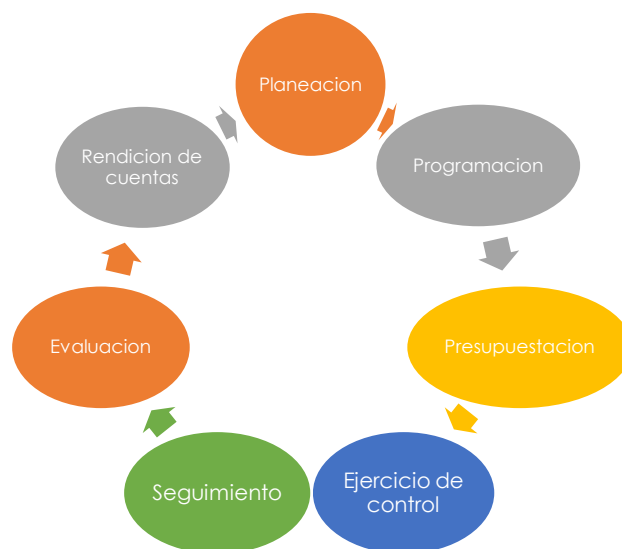 Planeacion
Programacion
Presupuestacion
Ejercicio de
control
Seguimiento
Evaluacion
Rendicion de
cuentas